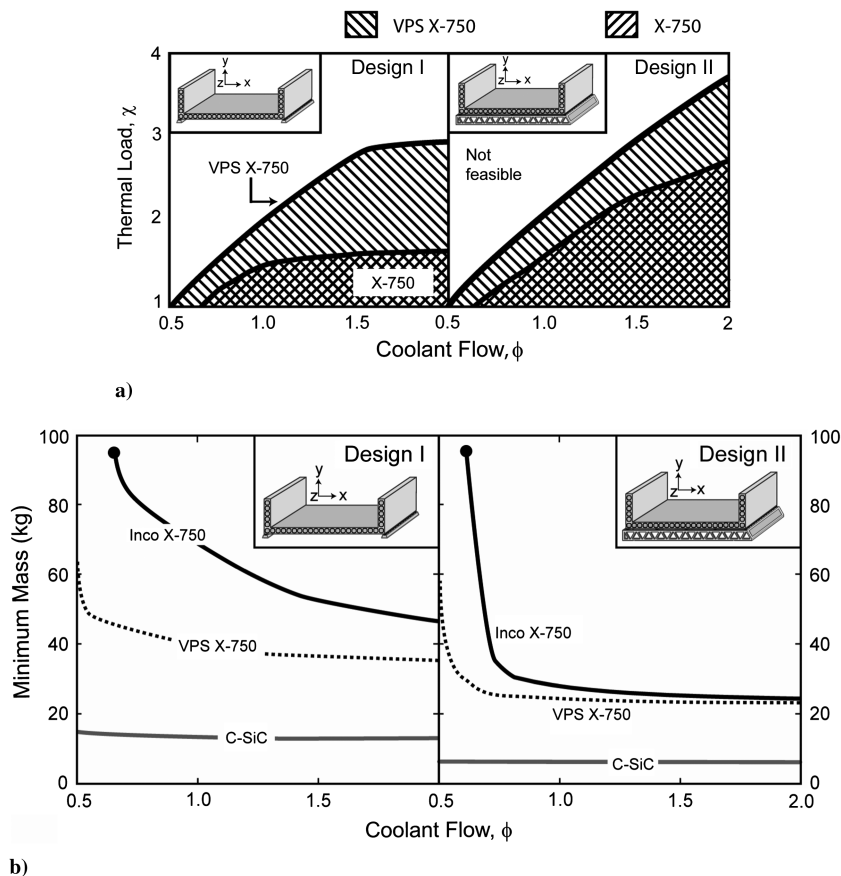 VPS X-750 X-750
4
Design I
Design II
y
z x
y
z x
3
VPS X-750
Not
feasible
Thermal Load, χ
2
X-750
1
0.5 1.0 1.5 0.5 1.0 1.5 2
Coolant Flow, ϕ
a)
100 100
Design I
Design II
y
z x
y
z x
80 80
Inco X-750
60 60
Inco X-750
Minimum Mass (kg)
40 40
VPS X-750
VPS X-750
20 20
C-SiC
C-SiC
0 0
0.5 1.0 1.5 0.5 1.0 1.5 2.0
Coolant Flow, ϕ
b)